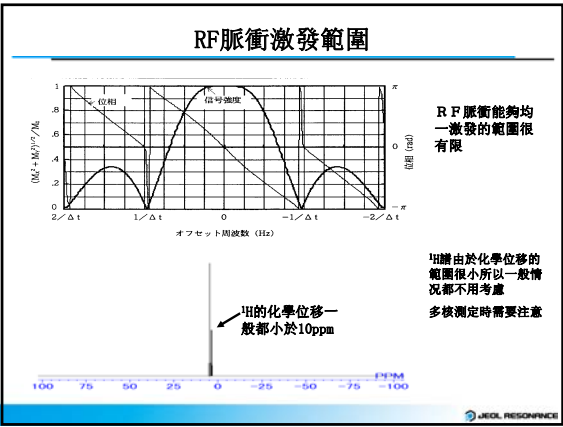 RF脈衝激發範圍
1
.8
.6
.4
.2
0
位相
信号強度
π
0
-π
(Mx² + My²)^1/2/M0
位相 (rad)
2/Δt
1/Δt
0
-1/Δt
-2/Δt
オフセット周波数 (Hz)
RF脈衝能夠均
一激發的範圍很
有限
¹H譜由於化學位移的
範圍很小所以一般情
况都不用考慮
多核測定時需要注意
¹H的化學位移一
般都小於10ppm
PPM
100 75 50 25 0 -25 -50 -75 -100
JEOL RESONANCE